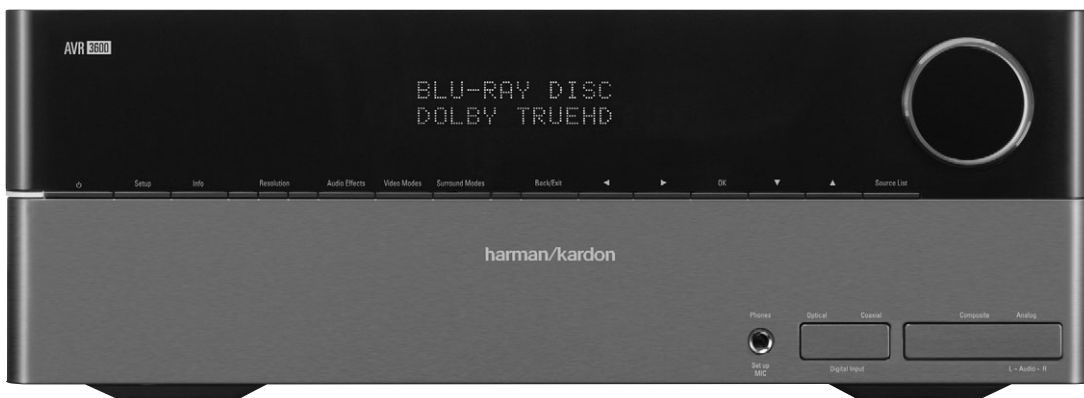 AVR 3600
BLU-RAY DISC
DOLBY TRUEHD
Setup Info Resolution Audio Effects Video Modes Surround Modes Back/Exit ◄ ► OK ▼ ▲ Source List
harman/kardon
Phones Optical Coaxial Composite Analog
Set up Digital Input L - Audio - R
MIC